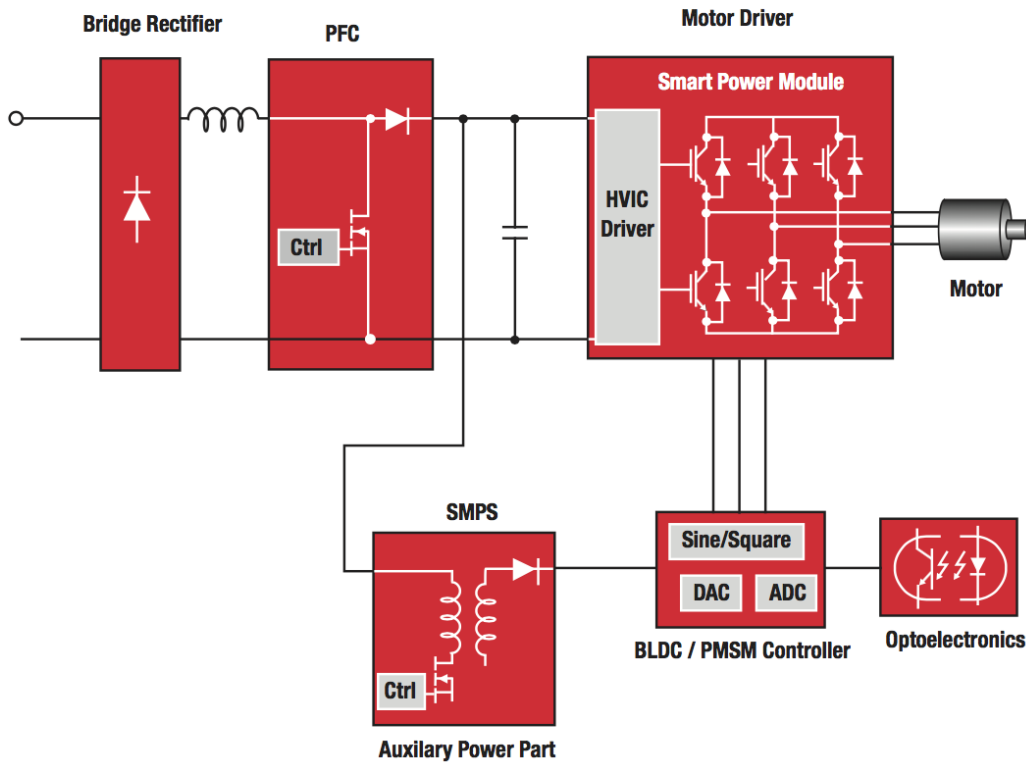 Bridge Rectifier
PFC
Motor Driver
Smart Power Module
HVIC
Driver
Ctrl
Motor
SMPS
Sine/Square
DAC
ADC
BLDC / PMSM Controller
Optoelectronics
Ctrl
Auxilary Power Part